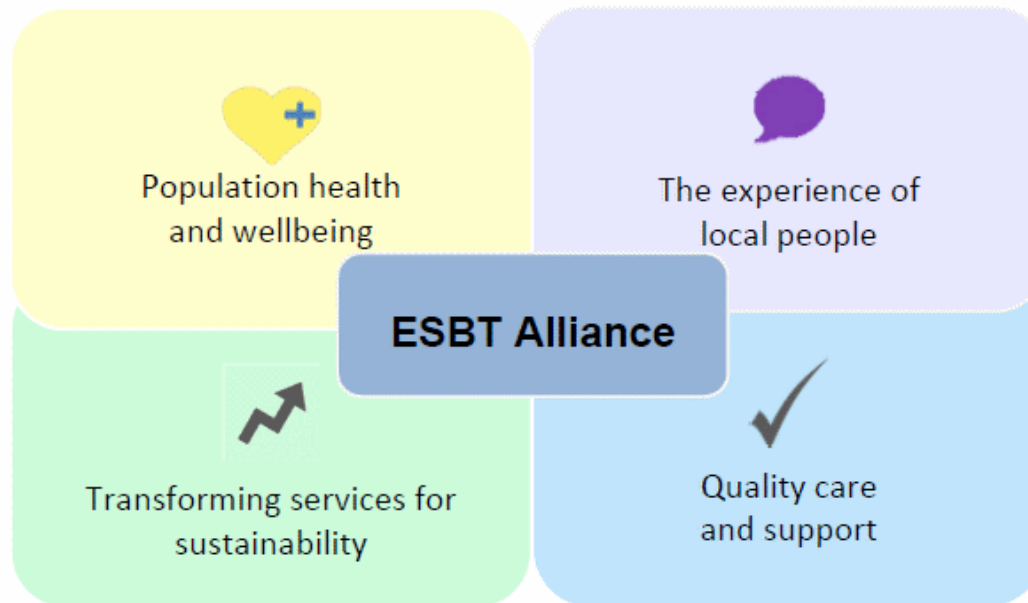 Population health
and wellbeing
The experience of
local people
ESBT Alliance
Transforming services for
sustainability
Quality care
and support